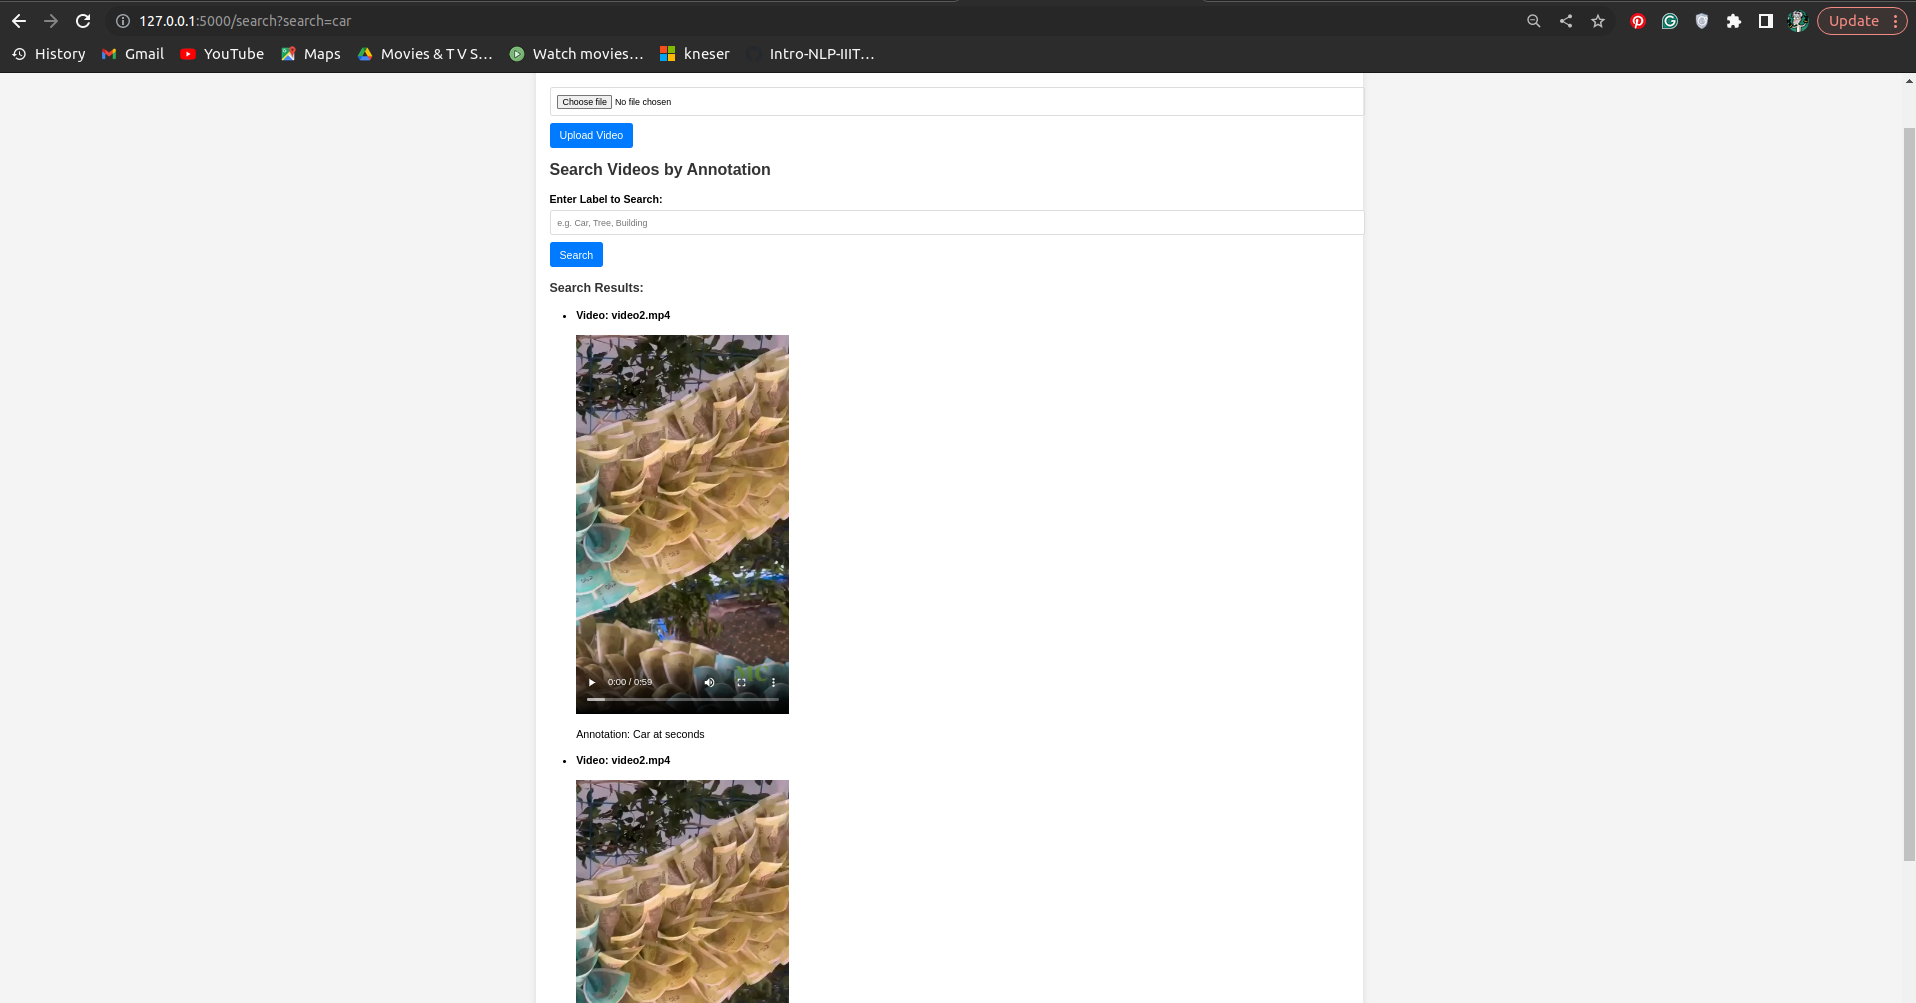 127.0.0.1:5000/search?search=car
Update
History
Gmail
YouTube
Maps
Movies & T V S...
Watch movies...
kneser
Intro-NLP-IIIT...
Choose file No file chosen
Upload Video
Search Videos by Annotation
Enter Label to Search:
e.g. Car, Tree, Building
Search
Search Results:
• Video: video2.mp4
0:00 / 0:59
Annotation: Car at seconds
• Video: video2.mp4